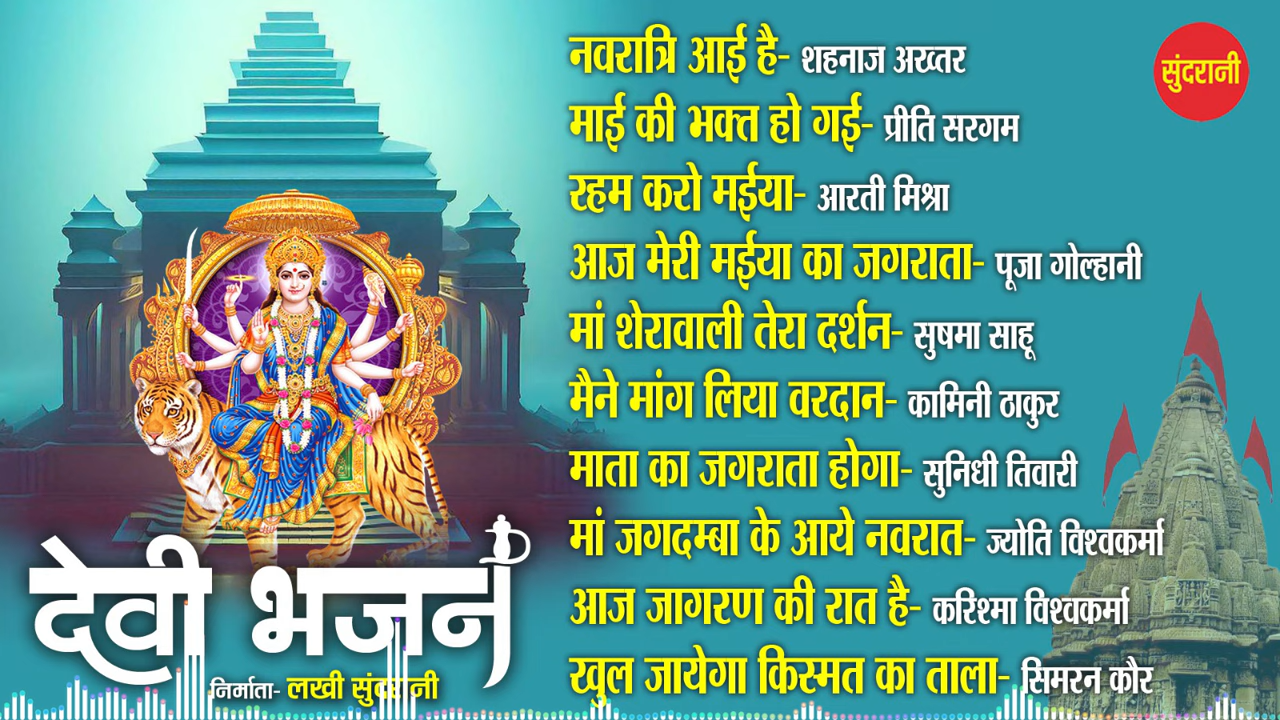 नवरात्रि आई है- शहनाज अख्तर
माई की भक्त हो गई- प्रीति सरगम
रहम करो मईया- आरती मिश्रा
आज मेरी मईया का जगराता- पूजा गोल्हानी
मां शेरावाली तेरा दर्शन- सुषमा साहू
मैने मांग लिया वरदान- कामिनी ठाकुर
माता का जगराता होगा- सुनिधी तिवारी
मां जगदम्बा के आये नवरात- ज्योति विश्वकर्मा
आज जागरण की रात है- करिश्मा विश्वकर्मा
खुल जायेगा किस्मत का ताला- सिमरन कौर
सुंदरानी
देवी भजन
निर्माता- लखी सुंदरानी